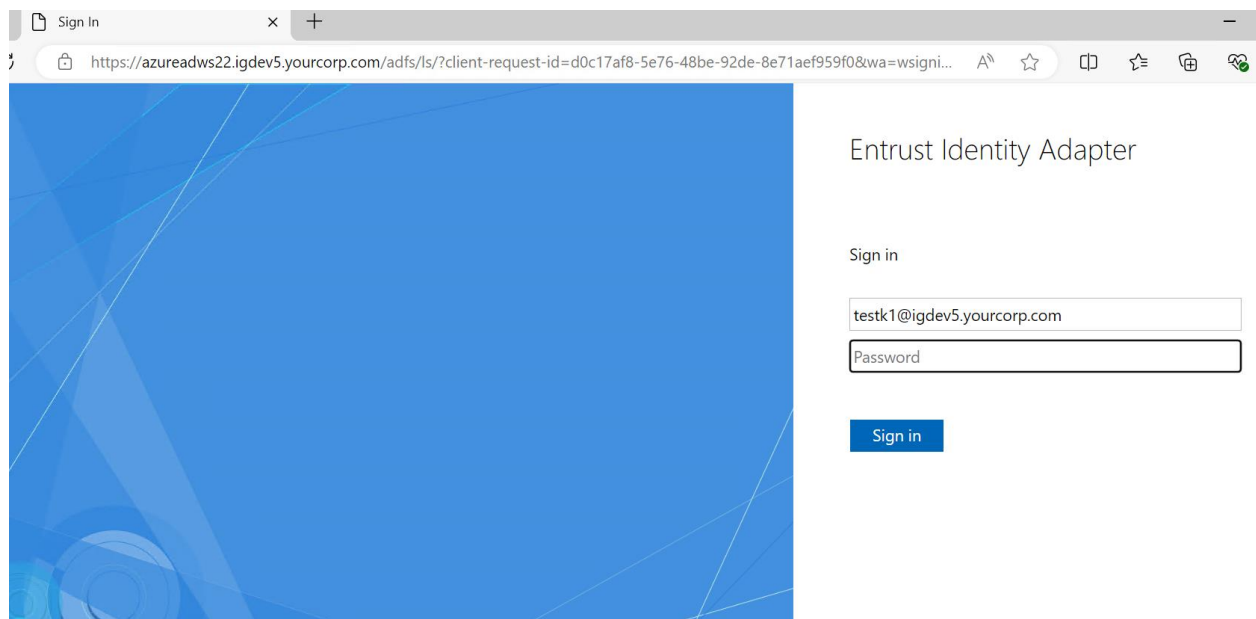 Sign In
https://azureadws22.igdev5.yourcorp.com/adfs/ls/?client-request-id=d0c17af8-5e76-48be-92de-8e71aef959f0&wa=wsigni...
Entrust Identity Adapter
Sign in
testk1@igdev5.yourcorp.com
Password
Sign in